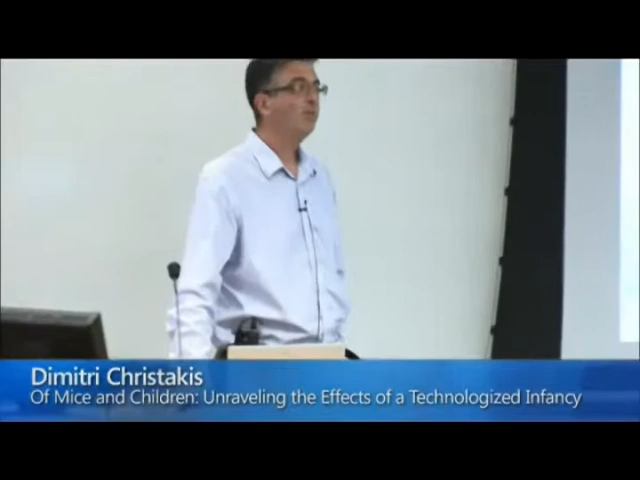 Dimitri Christakis
Of Mice and Children: Unraveling the Effects of a Technologized Infancy